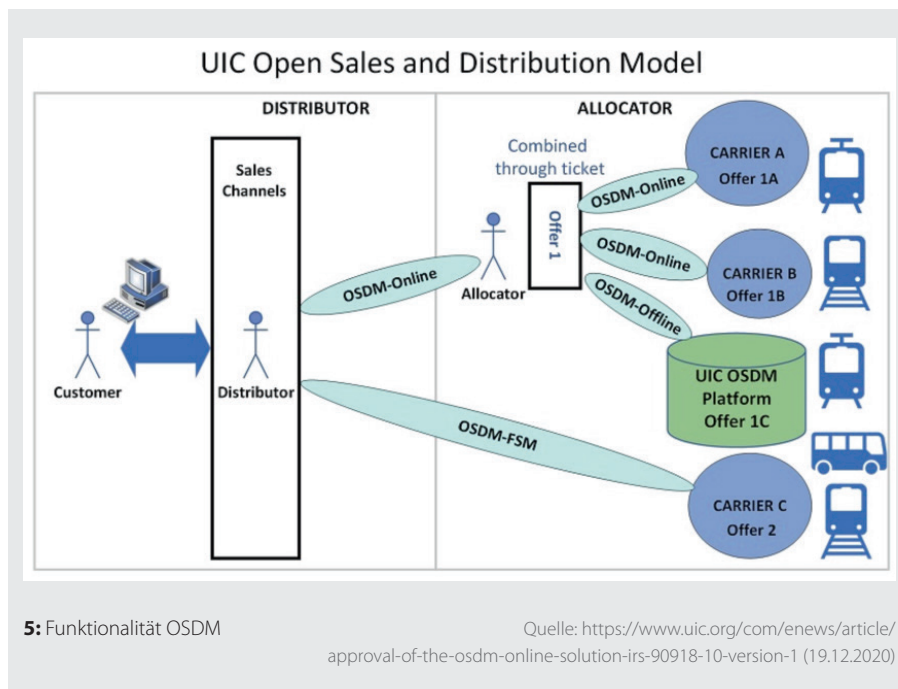 UIC Open Sales and Distribution Model
DISTRIBUTOR
ALLOCATOR
Sales
Channels
Combined
through ticket
Offer 1
OSDM-Online
OSDM-Online
OSDM-Offline
OSDM-Online
OSDM-FSM
Allocator
Customer
Distributor
CARRIER A
Offer 1A
CARRIER B
Offer 1B
UIC OSDM
Platform
Offer 1C
CARRIER C
Offer 2
5: Funktionalität OSDM
Quelle: https://www.uic.org/com/enews/article/
approval-of-the-osdm-online-solution-irs-90918-10-version-1 (19.12.2020)